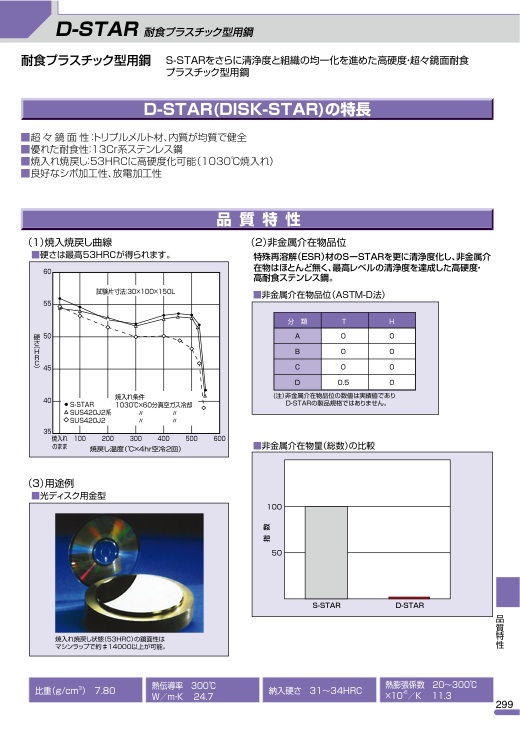 D-STAR 耐食プラスチック型用鋼
耐食プラスチック型用鋼
S-STARをさらに清浄度と組織の均一化を進めた高硬度・超々鏡面耐食
プラスチック型用鋼
D-STAR(DISK-STAR)の特長
■超々鏡面性:トリプルメルト材、内質が均質で健全
■優れた耐食性:13Cr系ステンレス鋼
■焼入れ焼戻し:53HRCに高硬度化可能(1030℃焼入れ)
■良好なシボ加工性、放電加工性
品質特性
(1)焼入焼戻し曲線
■硬さは最高53HRCが得られます。
60
55
50
45
40
35
硬さ(HRC)
試験片寸法:30×100×150L
焼入れ条件
● S-STAR 1030℃×60分真空ガス冷却
△ SUS420J2系 〃 〃
◇ SUS420J2 〃 〃
焼入れ
のまま
100 200 300 400 500 600
焼戻し温度(℃×4hr空冷2回)
(2)非金属介在物品位
特殊再溶解(ESR)材のS－STARを更に清浄度化し、非金属介
在物はほとんど無く、最高レベルの清浄度を達成した高硬度・
高耐食ステンレス鋼。
■非金属介在物品位(ASTM-D法)
分類 T H
A 0 0
B 0 0
C 0 0
D 0.5 0
(注)非金属介在物品位の数値は実績値であり
D-STARの製品規格ではありません。
■非金属介在物量(総数)の比較
100
50
指数
S-STAR D-STAR
(3)用途例
■光ディスク用金型
焼入れ焼戻し状態(53HRC)の鏡面性は
マシンラップで約♯14000以上が可能。
品質特性
比重(g/cm³) 7.80
熱伝導率 300℃
W／m·K 24.7
納入硬さ 31～34HRC
熱膨張係数 20～300℃
×10⁻⁶／K 11.3
299